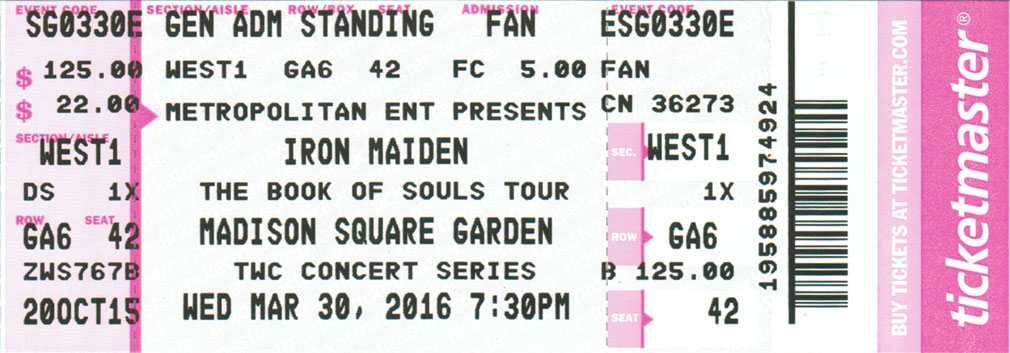 EVENT CODE SECTION/AISLE ROW/BOX SEAT ADMISSION EVENT CODE
SG0330E GEN ADM STANDING FAN ESG0330E
$ 125.00 WEST1 GA6 42 FC 5.00 FAN
$ 22.00 METROPOLITAN ENT PRESENTS CN 36273
SECTION/AISLE
WEST1 IRON MAIDEN SEC. WEST1
DS 1X THE BOOK OF SOULS TOUR 1X
ROW SEAT
GA6 42 MADISON SQUARE GARDEN ROW GA6
ZWS767B TWC CONCERT SERIES B 125.00
20OCT15 WED MAR 30, 2016 7:30PM SEAT 42
195885974924
BUY TICKETS AT TICKETMASTER.COM
ticketmaster®